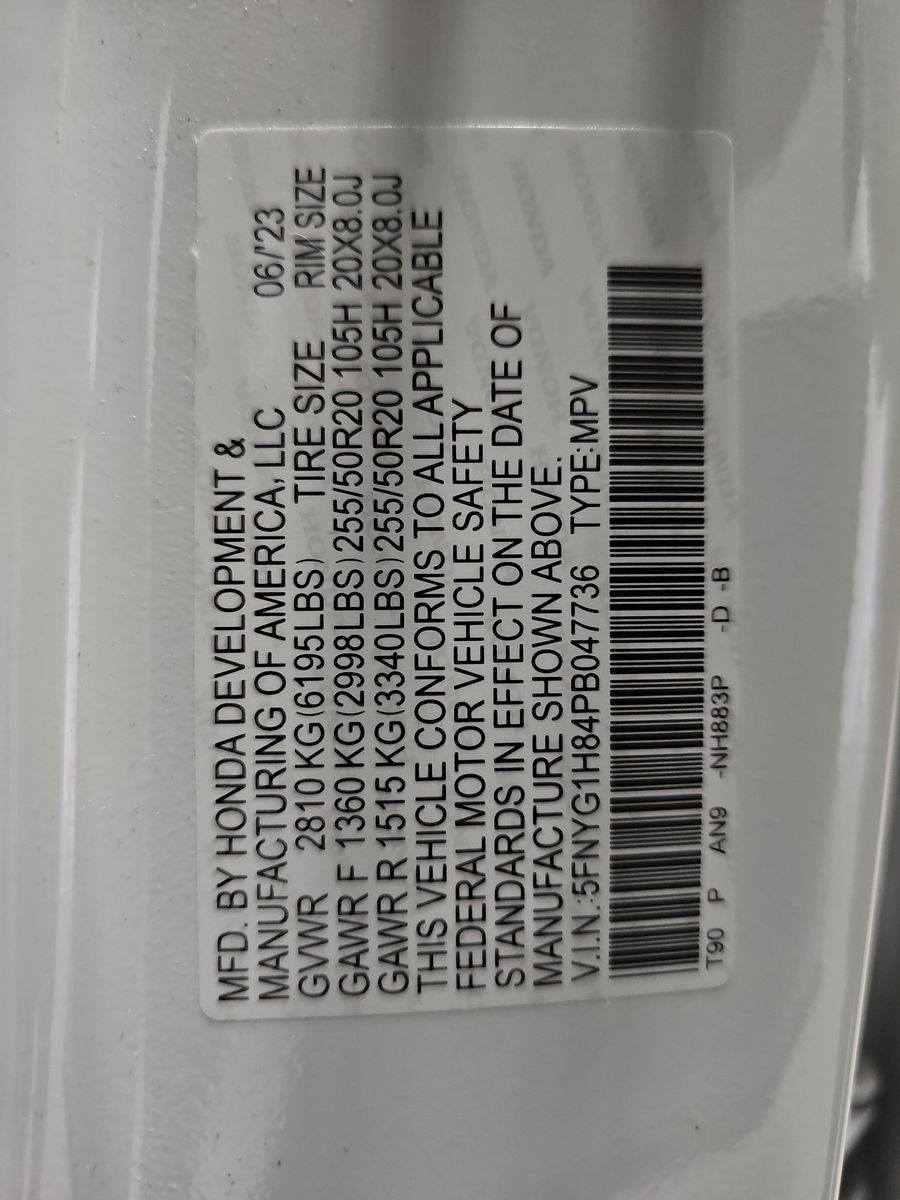 MFD. BY HONDA DEVELOPMENT &
MANUFACTURING OF AMERICA, LLC 06/'23
GVWR 2810 KG(6195LBS) TIRE SIZE RIM SIZE
GAWR F 1360 KG(2998LBS) 255/50R20 105H 20X8.0J
GAWR R 1515 KG(3340LBS) 255/50R20 105H 20X8.0J
THIS VEHICLE CONFORMS TO ALL APPLICABLE
FEDERAL MOTOR VEHICLE SAFETY
STANDARDS IN EFFECT ON THE DATE OF
MANUFACTURE SHOWN ABOVE.
V.I.N.:5FNYG1H84PB047736 TYPE:MPV
T90 P AN9 -NH883P -D -B